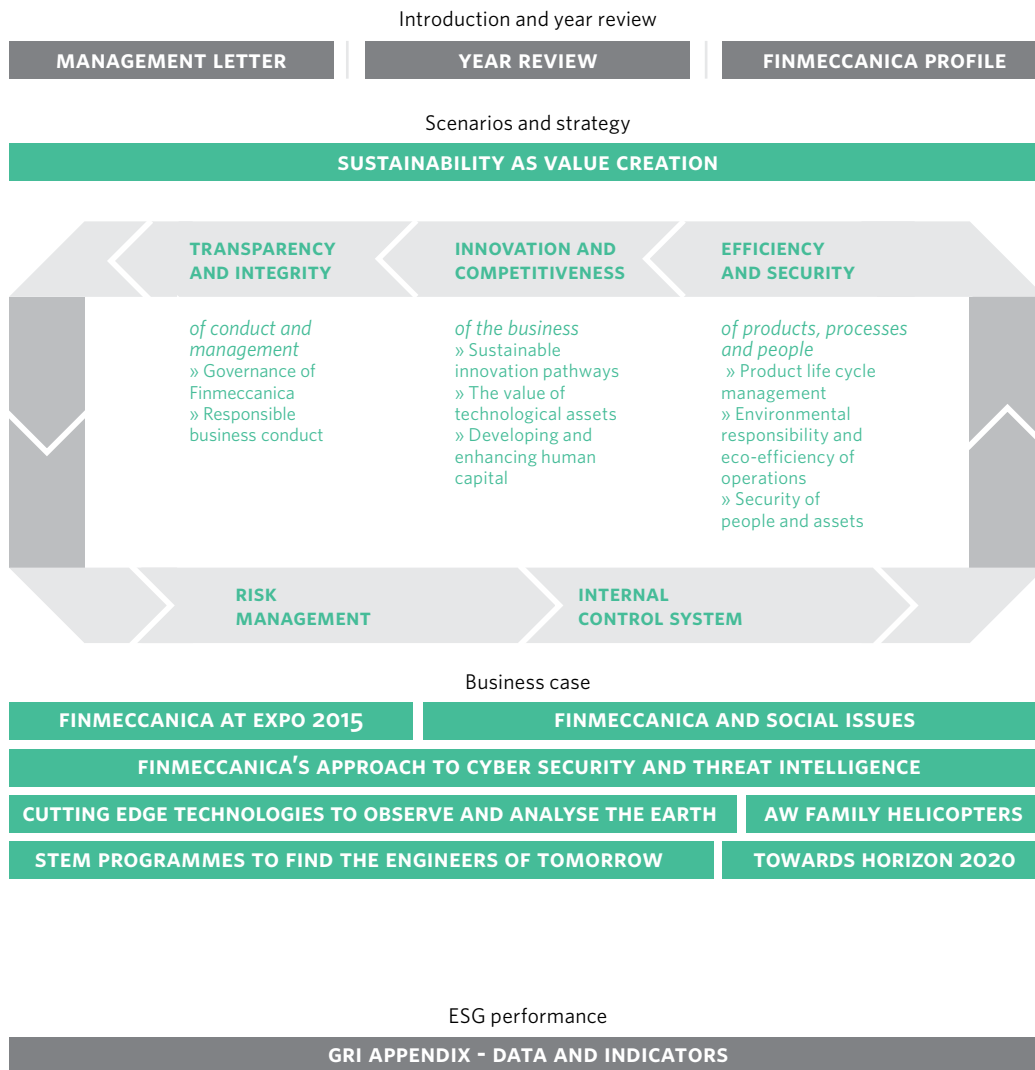 Introduction and year review
MANAGEMENT LETTER
YEAR REVIEW
FINMECCANICA PROFILE
Scenarios and strategy
SUSTAINABILITY AS VALUE CREATION
TRANSPARENCY
AND INTEGRITY
of conduct and
management
» Governance of
Finmeccanica
» Responsible
business conduct
INNOVATION AND
COMPETITIVENESS
of the business
» Sustainable
innovation pathways
» The value of
technological assets
» Developing and
enhancing human
capital
EFFICIENCY
AND SECURITY
of products, processes
and people
» Product life cycle
management
» Environmental
responsibility and
eco-efficiency of
operations
» Security of
people and assets
RISK
MANAGEMENT
INTERNAL
CONTROL SYSTEM
Business case
FINMECCANICA AT EXPO 2015
FINMECCANICA AND SOCIAL ISSUES
FINMECCANICA'S APPROACH TO CYBER SECURITY AND THREAT INTELLIGENCE
CUTTING EDGE TECHNOLOGIES TO OBSERVE AND ANALYSE THE EARTH
AW FAMILY HELICOPTERS
STEM PROGRAMMES TO FIND THE ENGINEERS OF TOMORROW
TOWARDS HORIZON 2020
ESG performance
GRI APPENDIX - DATA AND INDICATORS